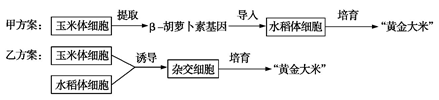 甲方案：玉米体细胞 提取 β-胡萝卜素基因 导入 水稻体细胞 培育 “黄金大米”
乙方案：玉米体细胞 诱导 杂交细胞 培育 “黄金大米”
水稻体细胞